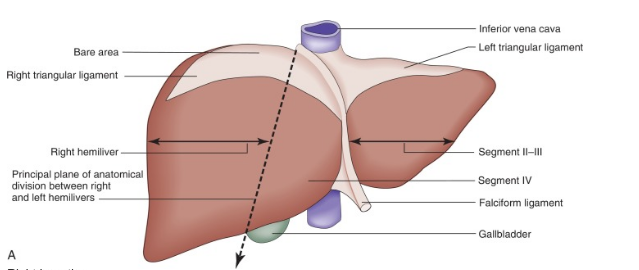 Inferior vena cava
Left triangular ligament
Bare area
Right triangular ligament
Right hemiliver
Segment II–III
Principal plane of anatomical
division between right
and left hemilivers
Segment IV
Falciform ligament
Gallbladder
A